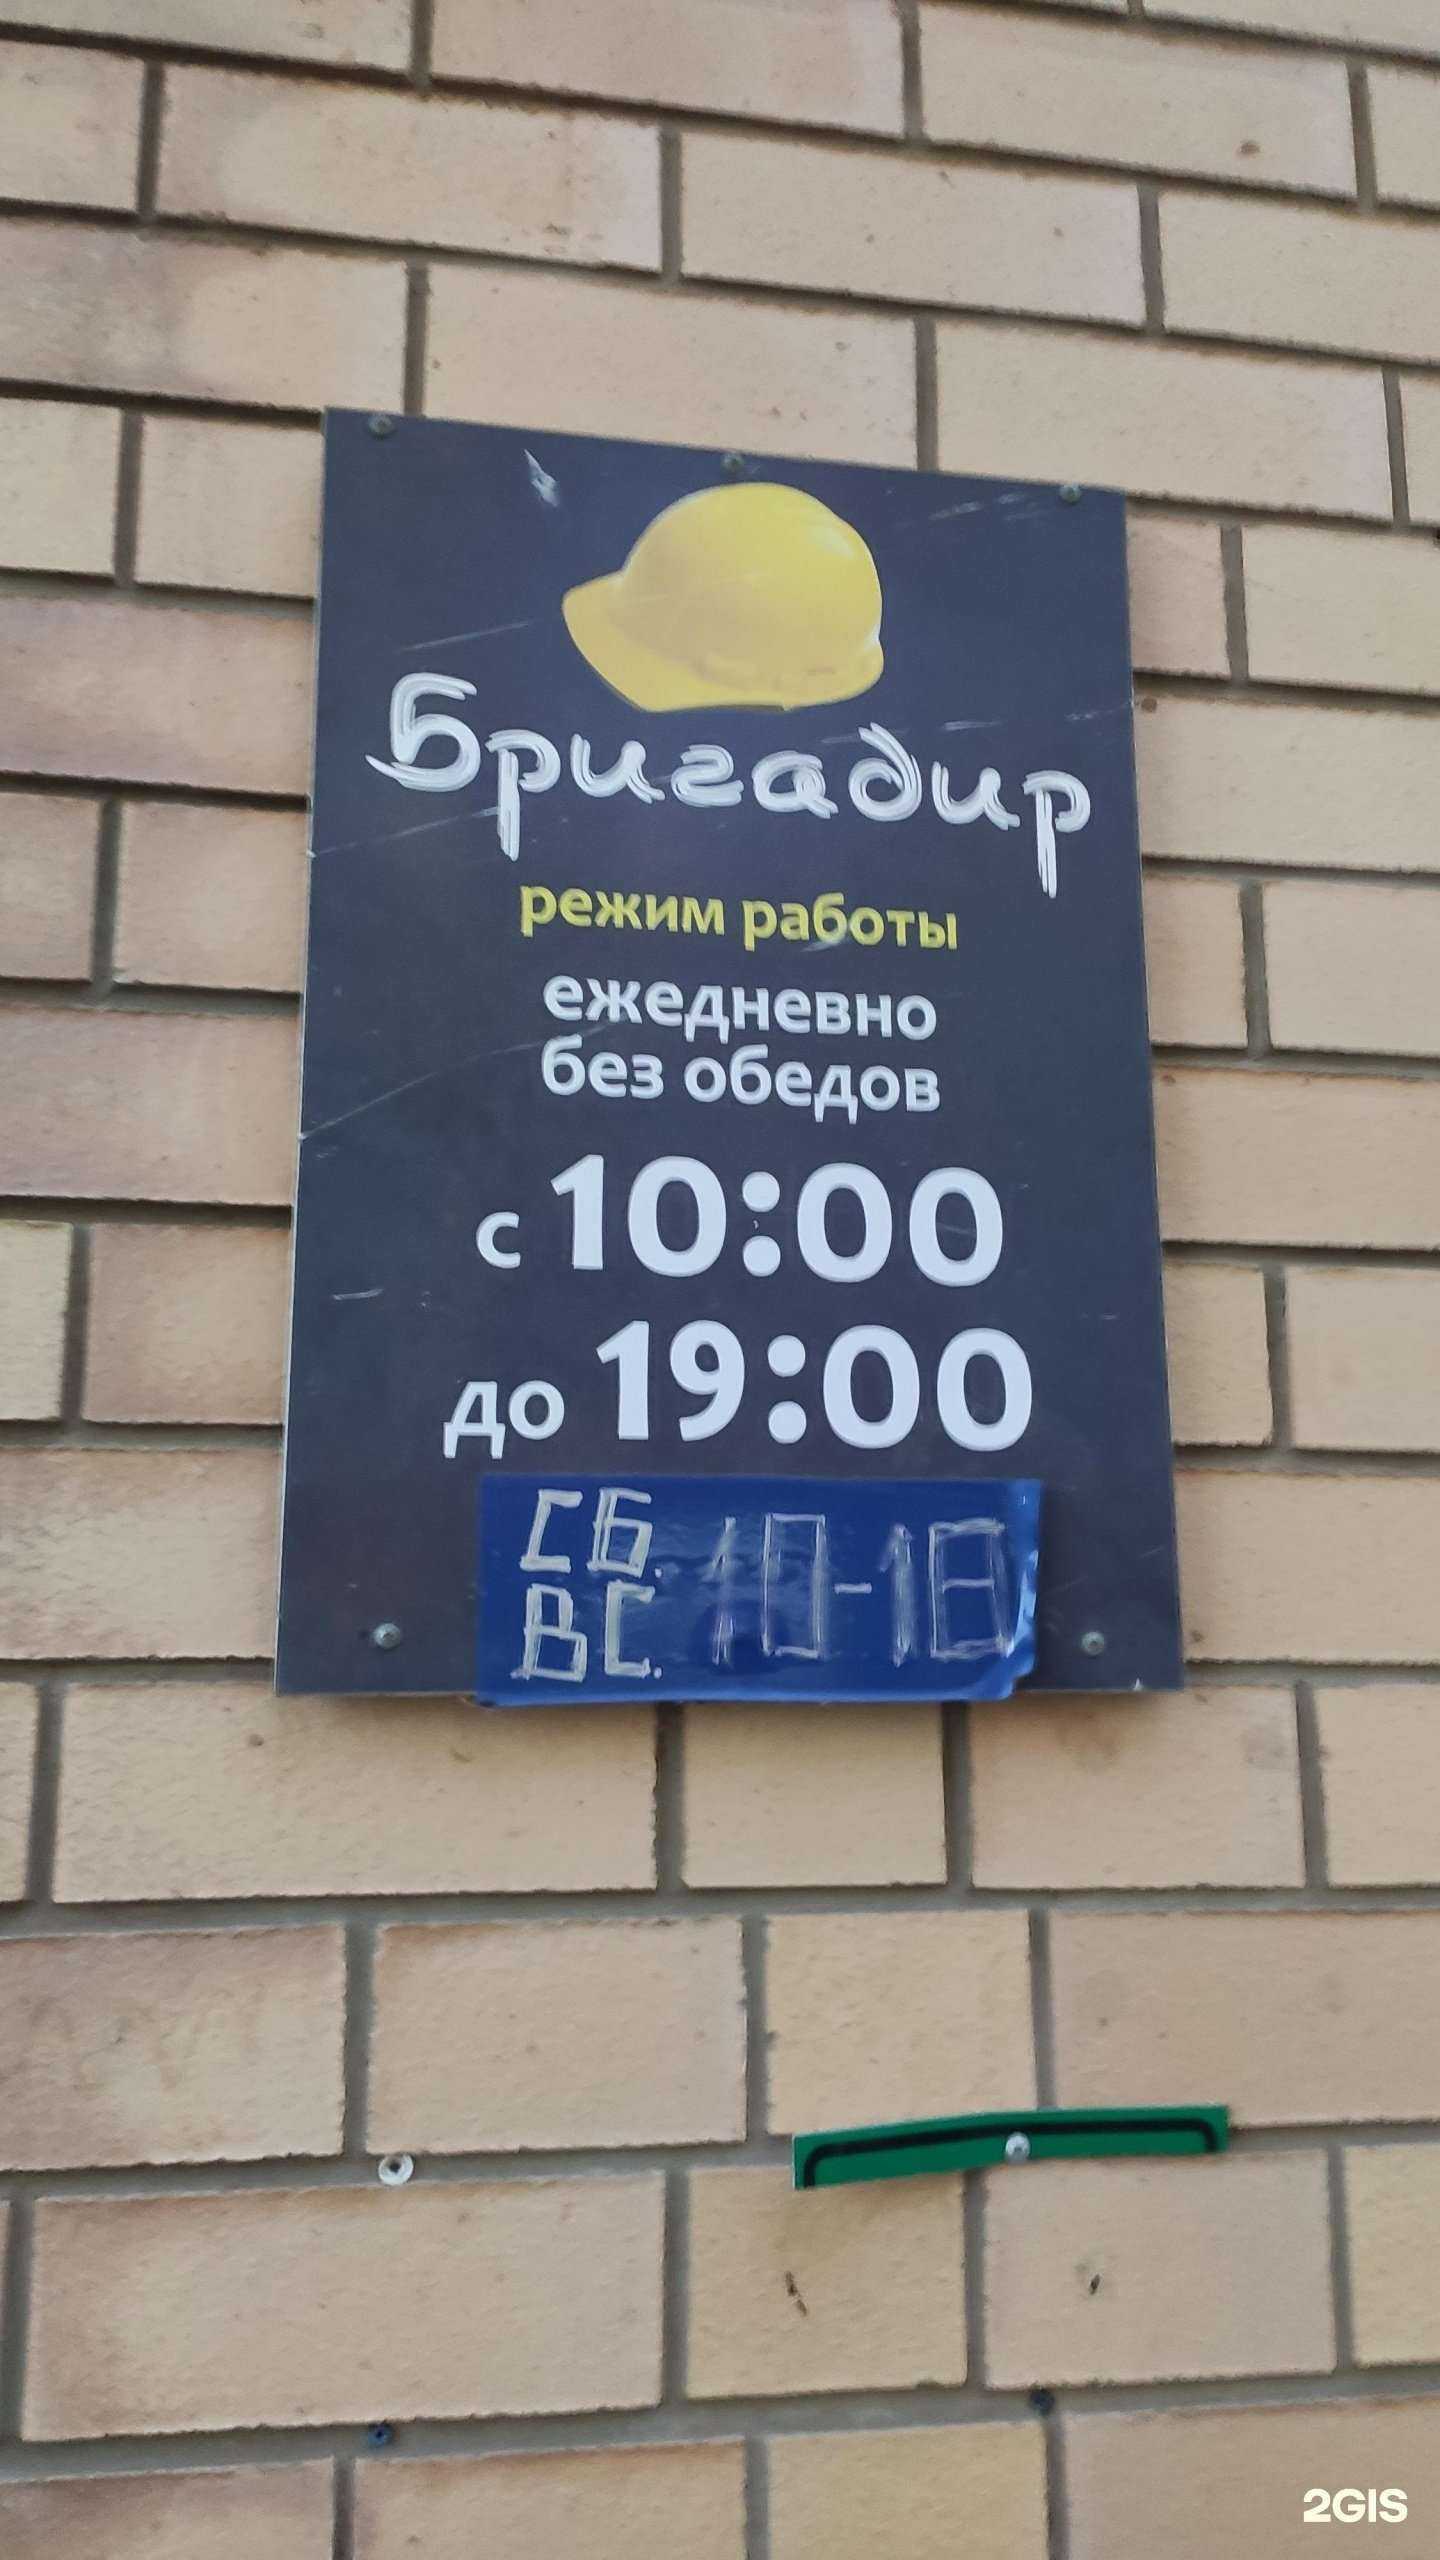 Бригадир
режим работы
ежедневно
без обедов
с 10:00
до 19:00
СБ. 10-18
ВС.
2GIS